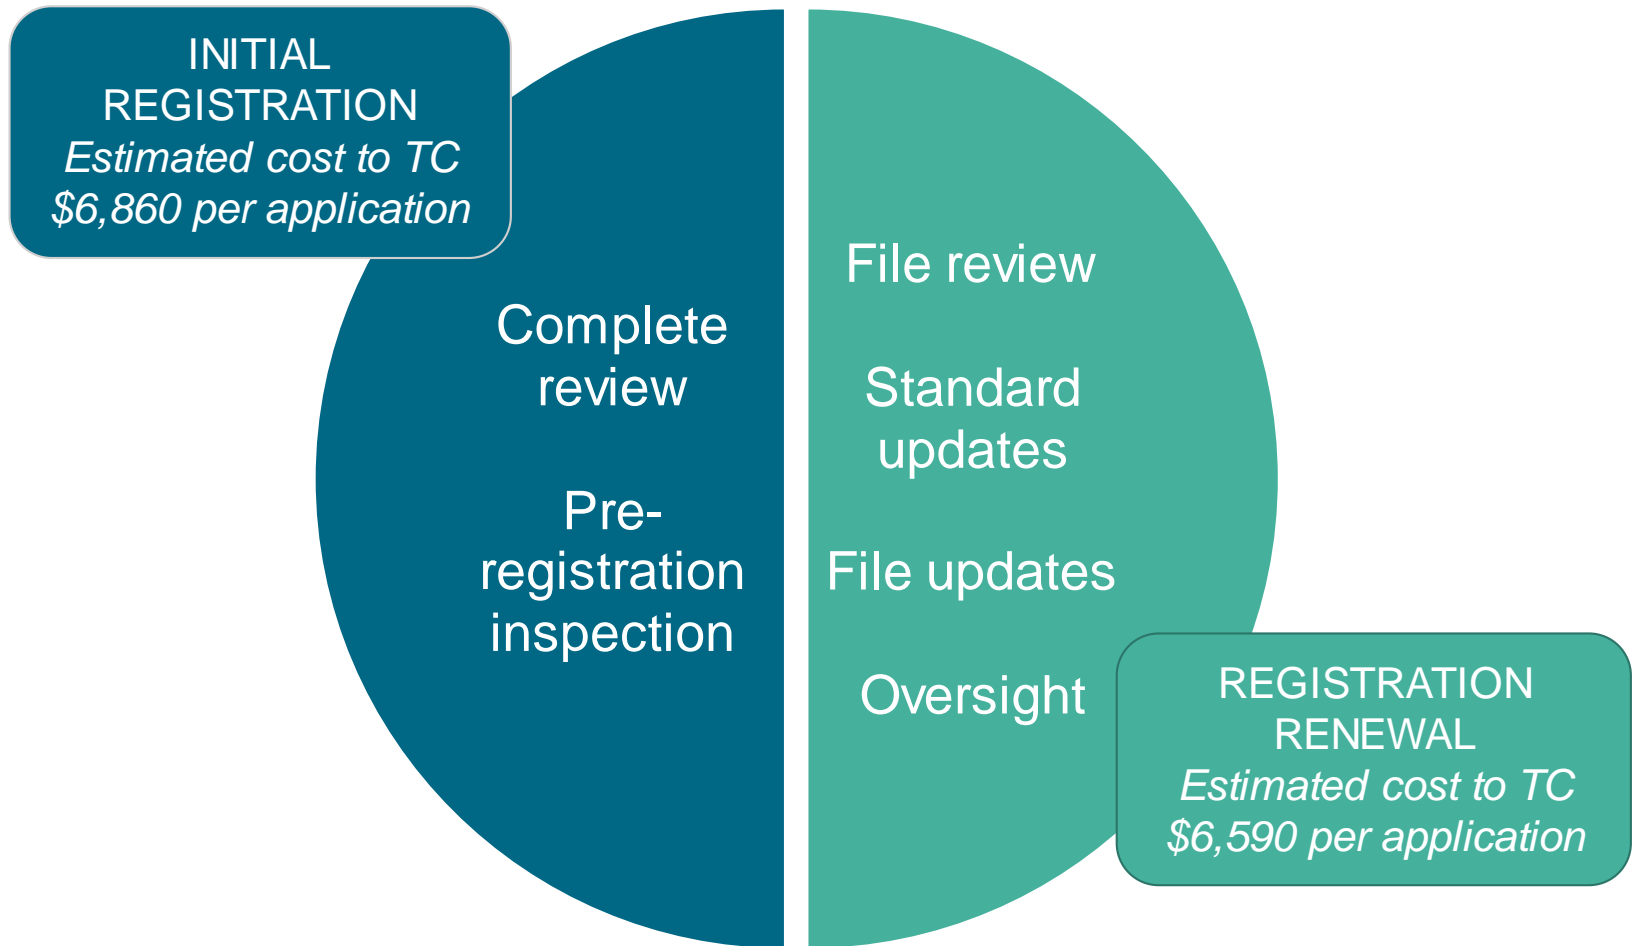 INITIAL
REGISTRATION
Estimated cost to TC
$6,860 per application
Complete
review
Pre-
registration
inspection
File review
Standard
updates
File updates
Oversight
REGISTRATION
RENEWAL
Estimated cost to TC
$6,590 per application